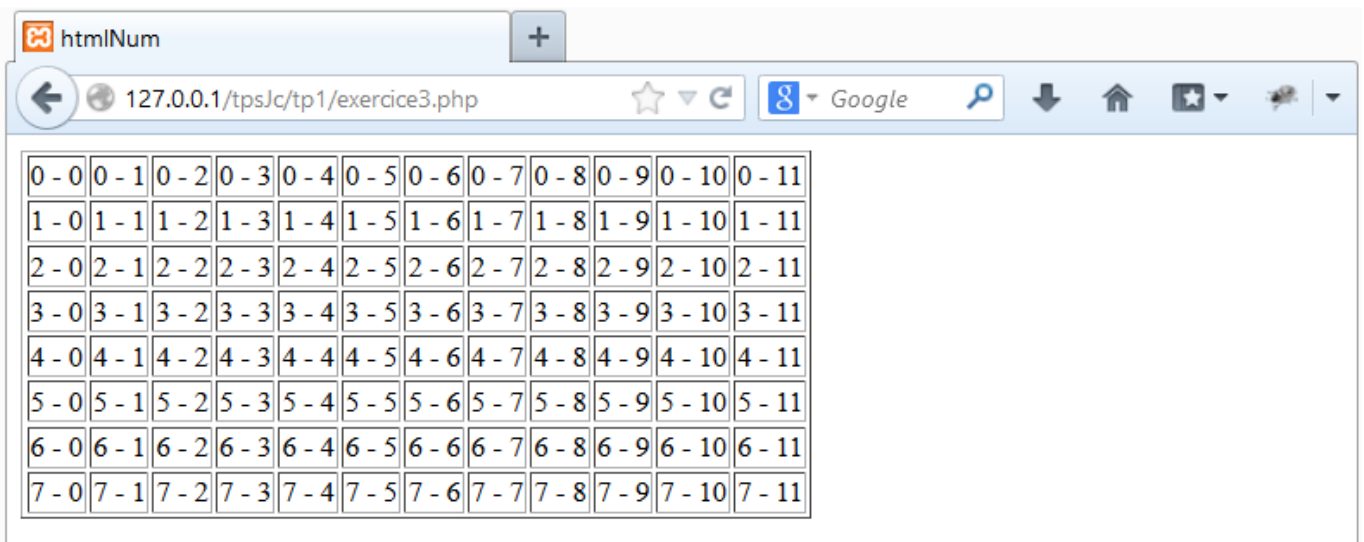 htmlNum
127.0.0.1/tpsJc/tp1/exercice3.php 8 Google
0 - 0 0 - 1 0 - 2 0 - 3 0 - 4 0 - 5 0 - 6 0 - 7 0 - 8 0 - 9 0 - 10 0 - 11
1 - 0 1 - 1 1 - 2 1 - 3 1 - 4 1 - 5 1 - 6 1 - 7 1 - 8 1 - 9 1 - 10 1 - 11
2 - 0 2 - 1 2 - 2 2 - 3 2 - 4 2 - 5 2 - 6 2 - 7 2 - 8 2 - 9 2 - 10 2 - 11
3 - 0 3 - 1 3 - 2 3 - 3 3 - 4 3 - 5 3 - 6 3 - 7 3 - 8 3 - 9 3 - 10 3 - 11
4 - 0 4 - 1 4 - 2 4 - 3 4 - 4 4 - 5 4 - 6 4 - 7 4 - 8 4 - 9 4 - 10 4 - 11
5 - 0 5 - 1 5 - 2 5 - 3 5 - 4 5 - 5 5 - 6 5 - 7 5 - 8 5 - 9 5 - 10 5 - 11
6 - 0 6 - 1 6 - 2 6 - 3 6 - 4 6 - 5 6 - 6 6 - 7 6 - 8 6 - 9 6 - 10 6 - 11
7 - 0 7 - 1 7 - 2 7 - 3 7 - 4 7 - 5 7 - 6 7 - 7 7 - 8 7 - 9 7 - 10 7 - 11